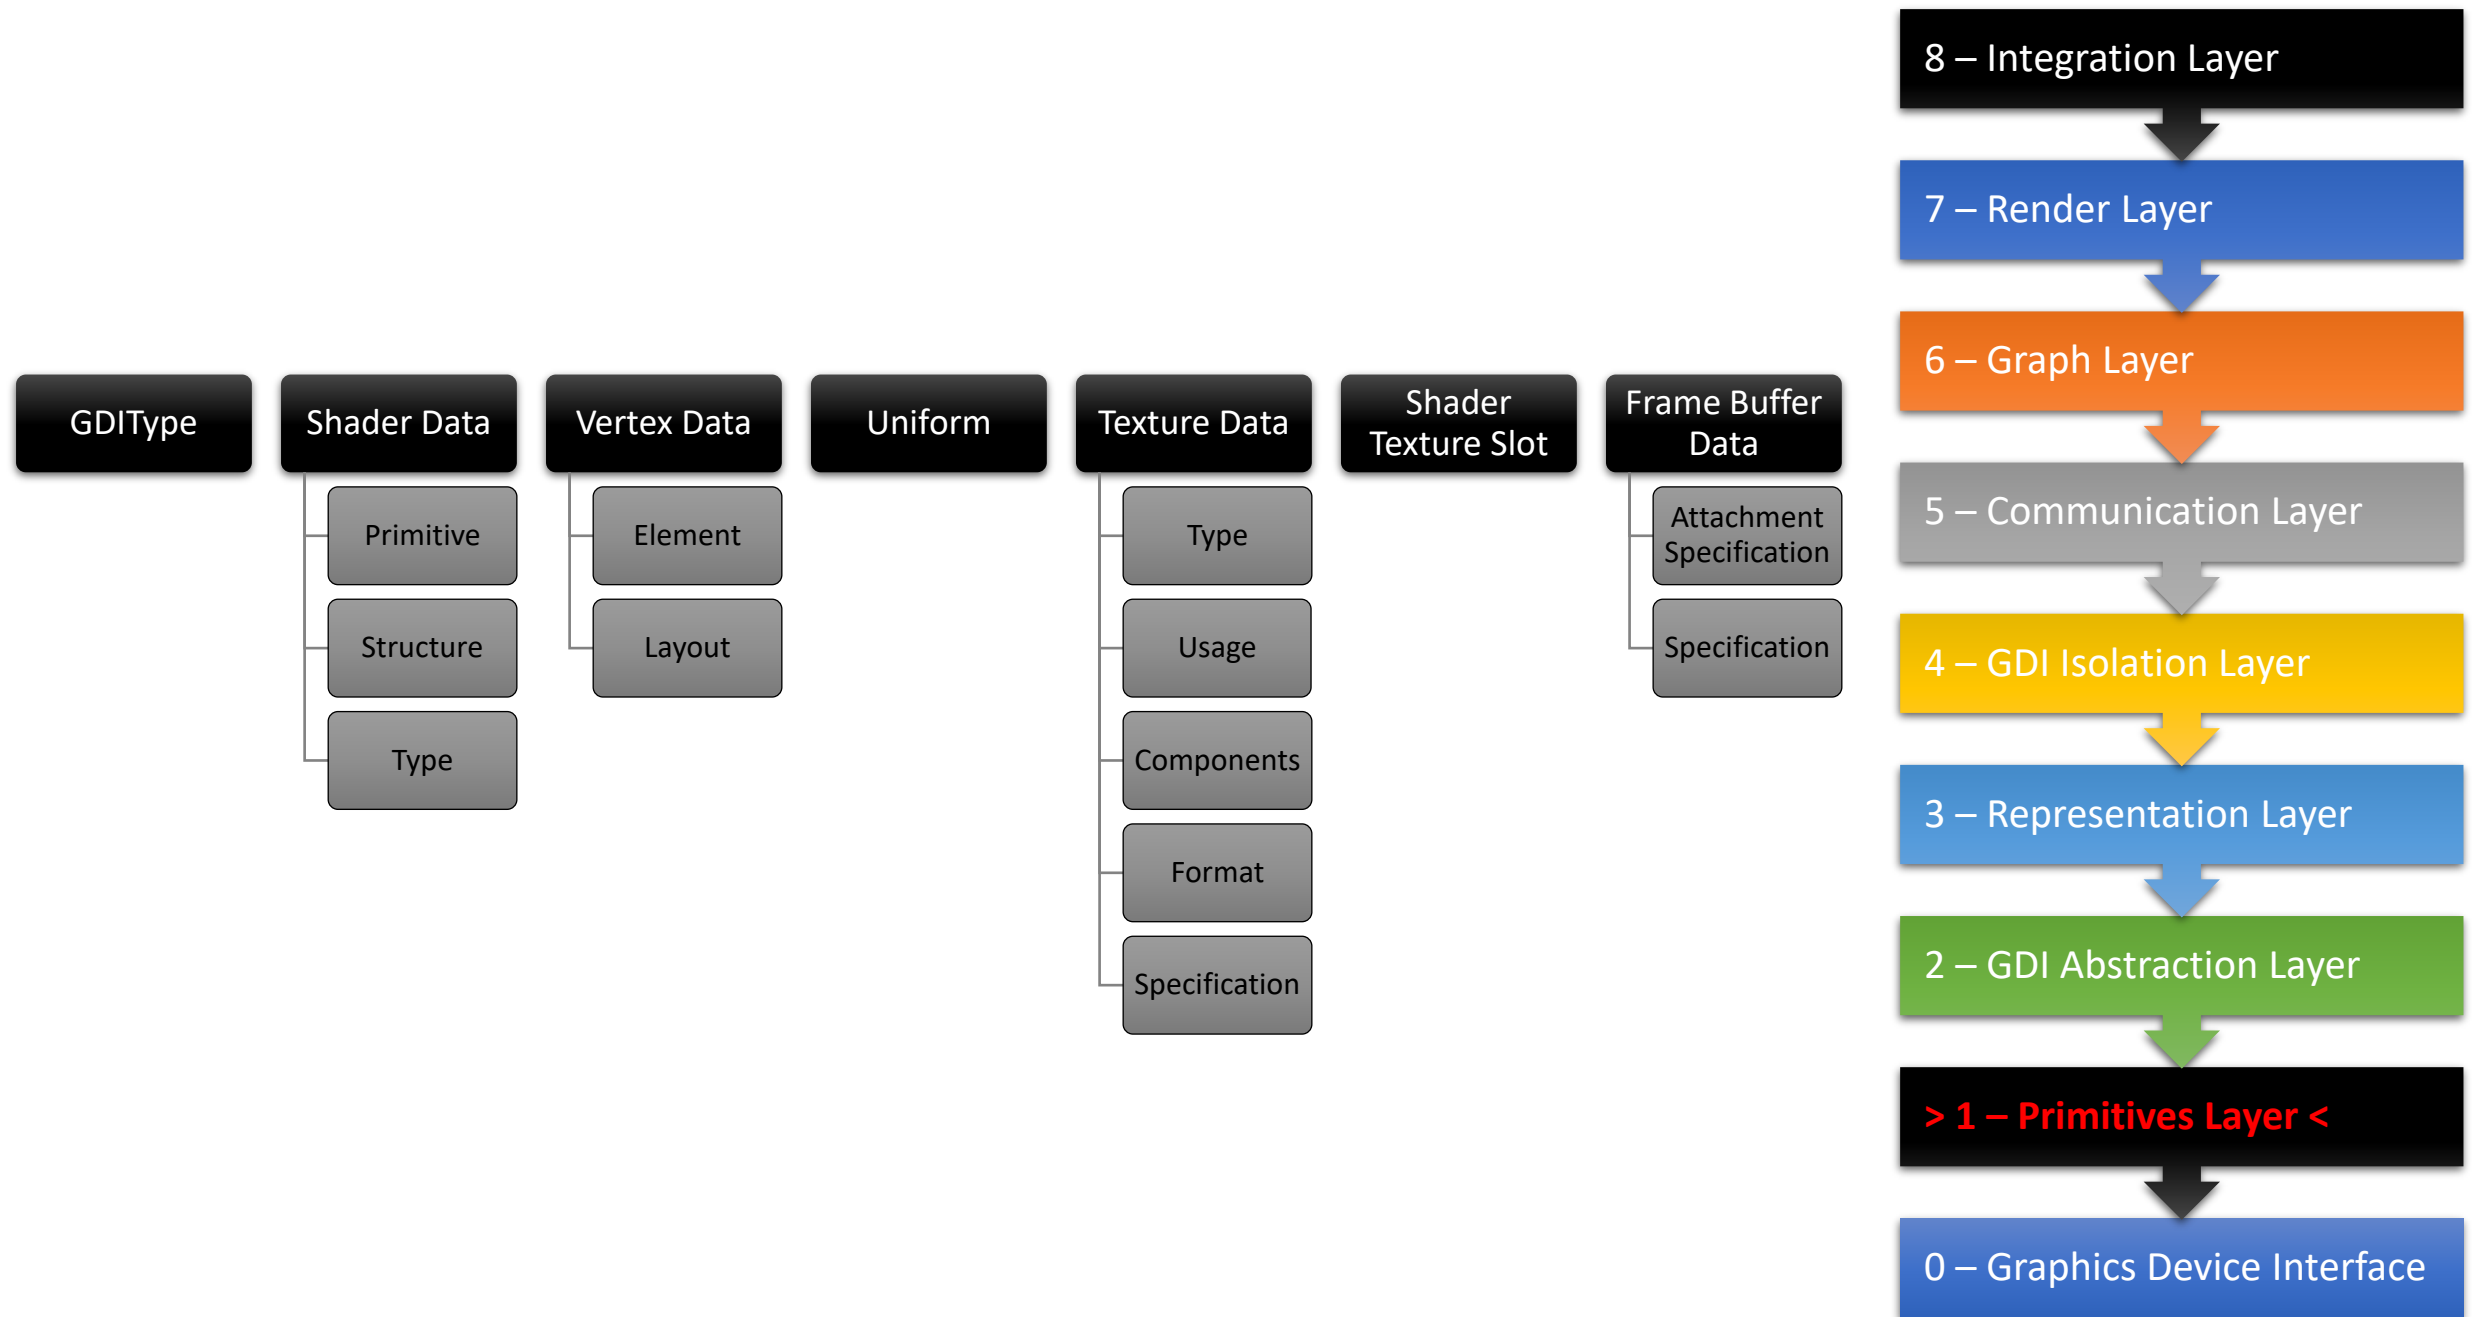 GDIType
Shader Data
Primitive
Structure
Type
Vertex Data
Element
Layout
Uniform
Texture Data
Type
Usage
Components
Format
Specification
Shader
Texture Slot
Frame Buffer
Data
Attachment
Specification
Specification
8 – Integration Layer
7 – Render Layer
6 – Graph Layer
5 – Communication Layer
4 – GDI Isolation Layer
3 – Representation Layer
2 – GDI Abstraction Layer
> 1 – Primitives Layer <
0 – Graphics Device Interface